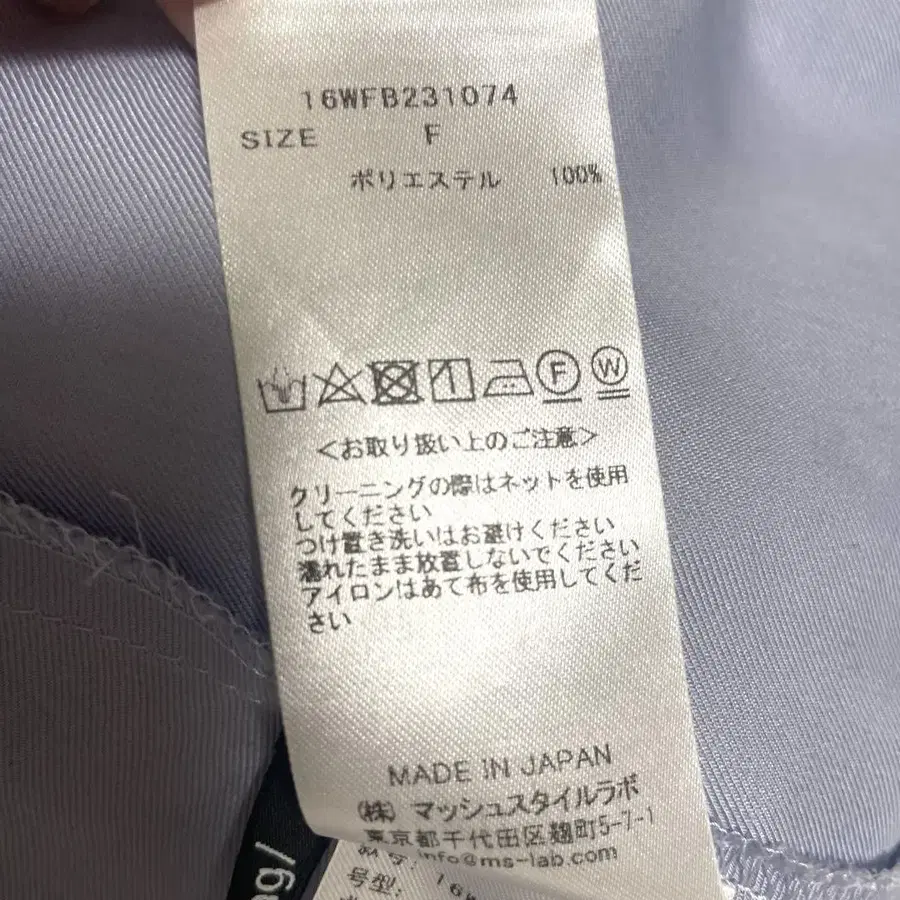 16WFB231074
SIZE F
ポリエステル 100%
F W
<お取り扱い上のご注意>
クリーニングの際はネットを使用
してください
つけ置き洗いはお避けください
濡れたまま放置しないでください
アイロンはあて布を使用してくだ
さい
MADE IN JAPAN
(株) マッシュスタイルラボ
東京都千代田区麹町5-7-1
info@ms-lab.com
号型:
ng/